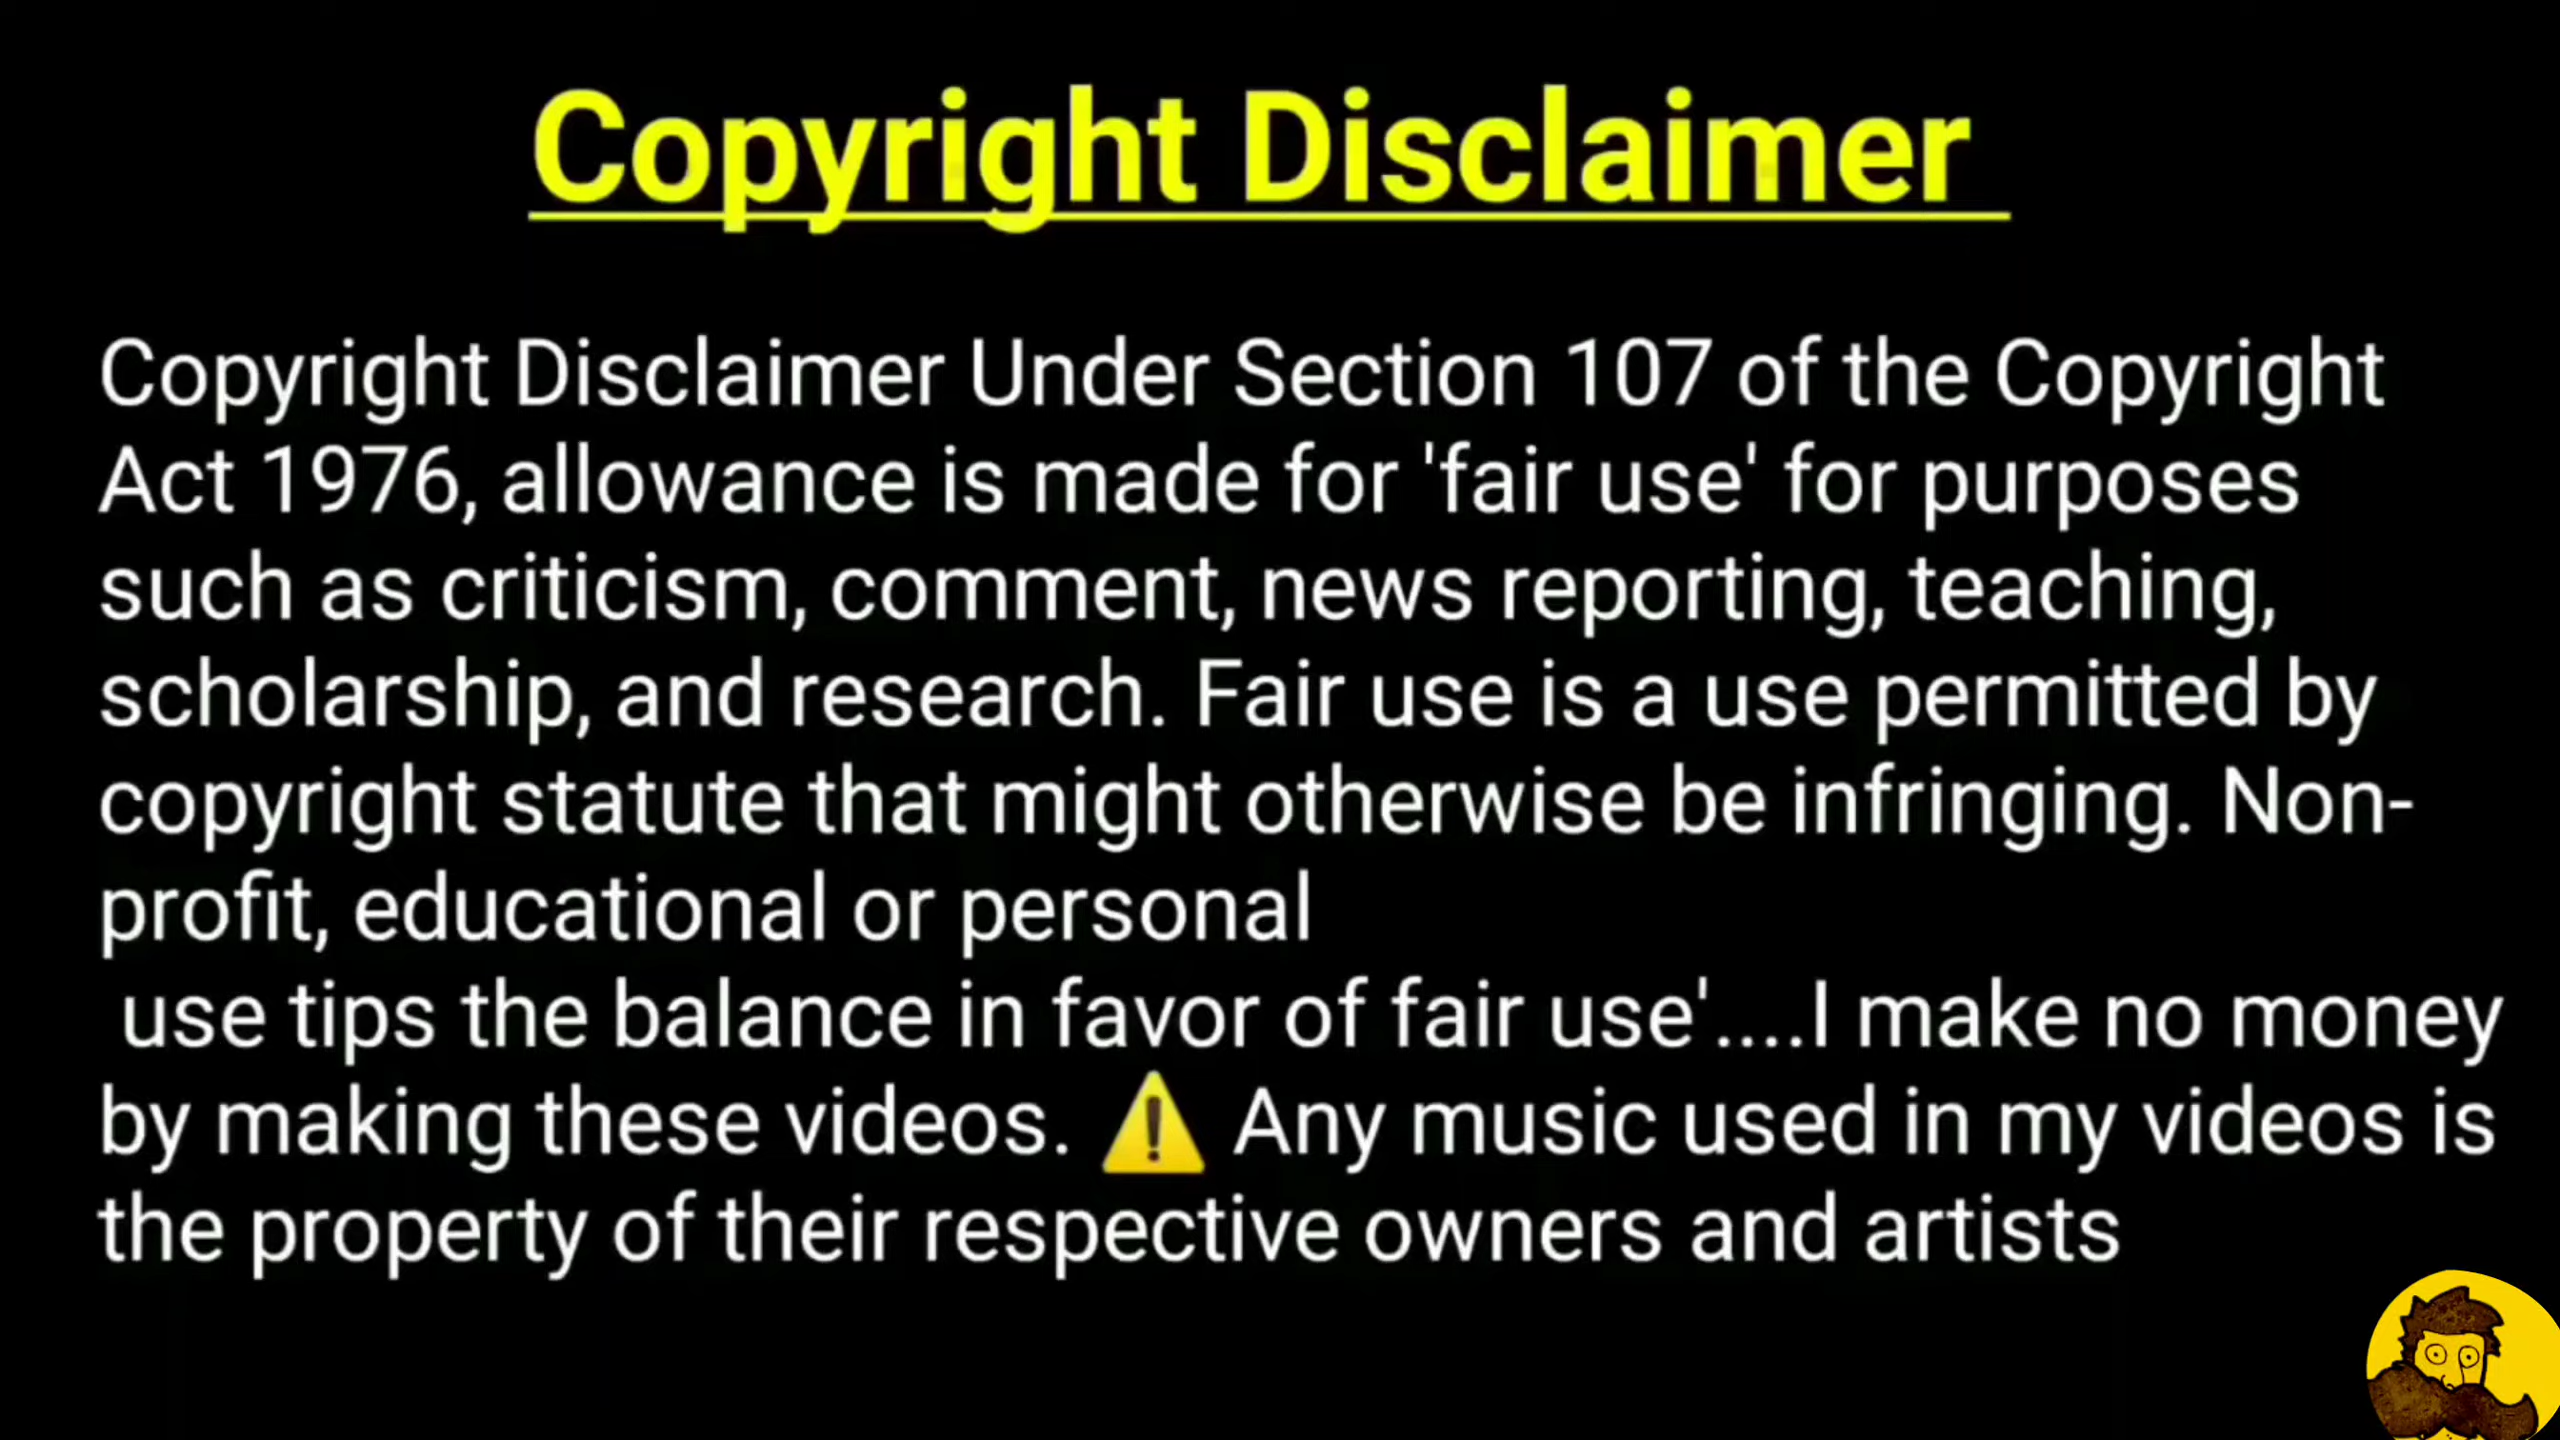 Copyright Disclaimer
Copyright Disclaimer Under Section 107 of the Copyright
Act 1976, allowance is made for 'fair use' for purposes
such as criticism, comment, news reporting, teaching,
scholarship, and research. Fair use is a use permitted by
copyright statute that might otherwise be infringing. Non-
profit, educational or personal
use tips the balance in favor of fair use'....I make no money
by making these videos. ⚠️ Any music used in my videos is
the property of their respective owners and artists